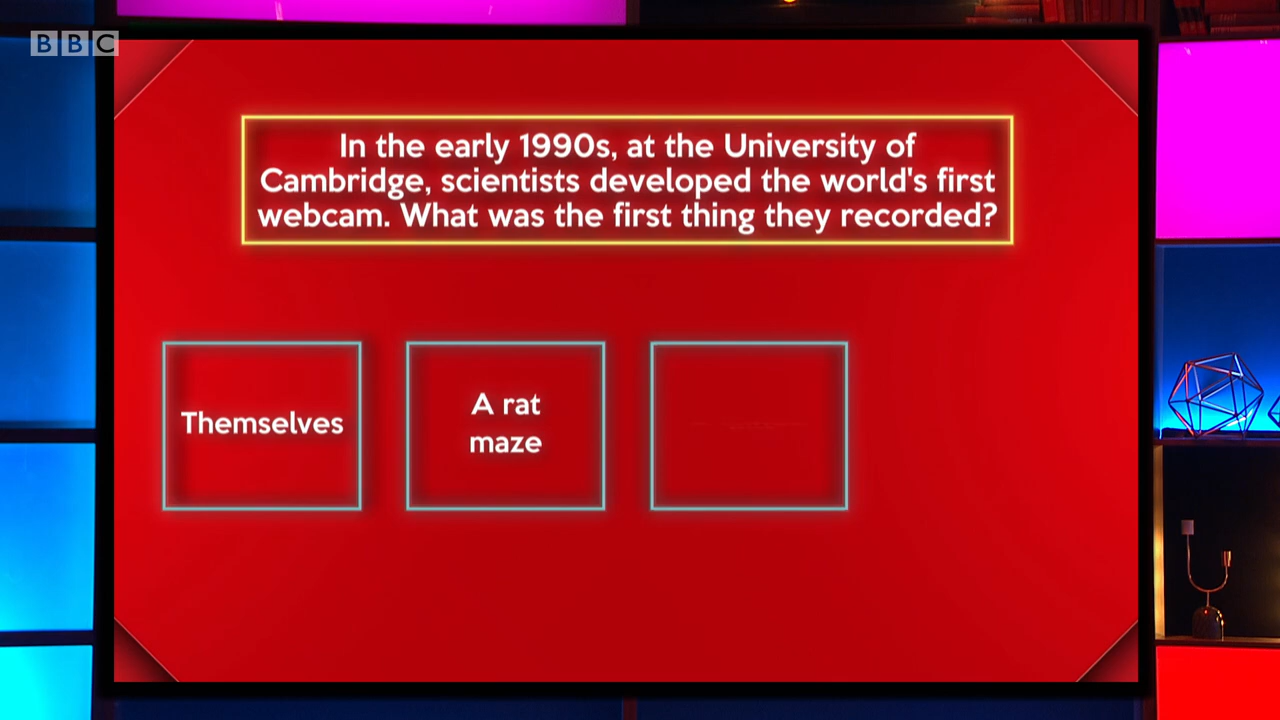 BBC
In the early 1990s, at the University of
Cambridge, scientists developed the world's first
webcam. What was the first thing they recorded?
Themselves
A rat
maze